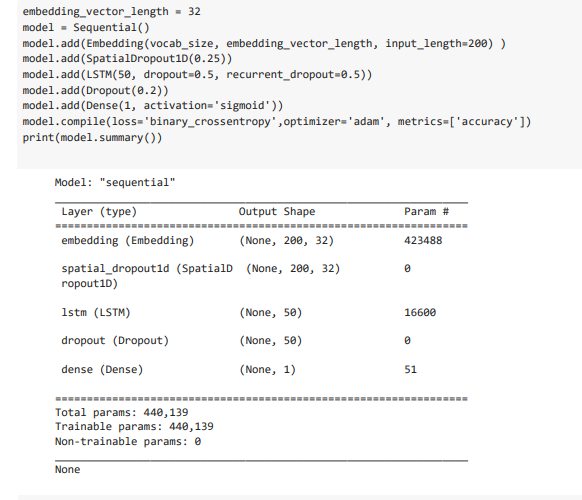 embedding_vector_length = 32
model = Sequential()
model.add(Embedding(vocab_size, embedding_vector_length, input_length=200) )
model.add(SpatialDropout1D(0.25))
model.add(LSTM(50, dropout=0.5, recurrent_dropout=0.5))
model.add(Dropout(0.2))
model.add(Dense(1, activation='sigmoid'))
model.compile(loss='binary_crossentropy',optimizer='adam', metrics=['accuracy'])
print(model.summary())
Model: "sequential"
_________________________________________________________________
Layer (type) Output Shape Param #
=================================================================
embedding (Embedding) (None, 200, 32) 423488
spatial_dropout1d (SpatialD (None, 200, 32) 0
ropout1D)
lstm (LSTM) (None, 50) 16600
dropout (Dropout) (None, 50) 0
dense (Dense) (None, 1) 51
=================================================================
Total params: 440,139
Trainable params: 440,139
Non-trainable params: 0
_________________________________________________________________
None